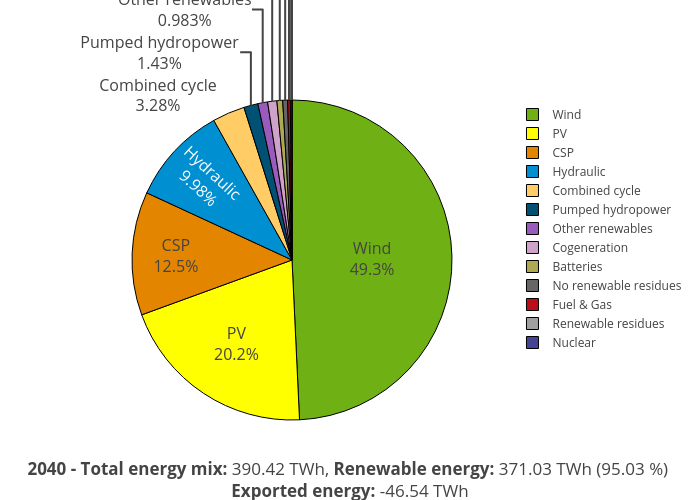 Other renewables
0.983%
Pumped hydropower
1.43%
Combined cycle
3.28%
Hydraulic
9.98%
CSP
12.5%
Wind
49.3%
PV
20.2%
Wind
PV
CSP
Hydraulic
Combined cycle
Pumped hydropower
Other renewables
Cogeneration
Batteries
No renewable residues
Fuel & Gas
Renewable residues
Nuclear
2040 - Total energy mix: 390.42 TWh, Renewable energy: 371.03 TWh (95.03 %)
Exported energy: -46.54 TWh